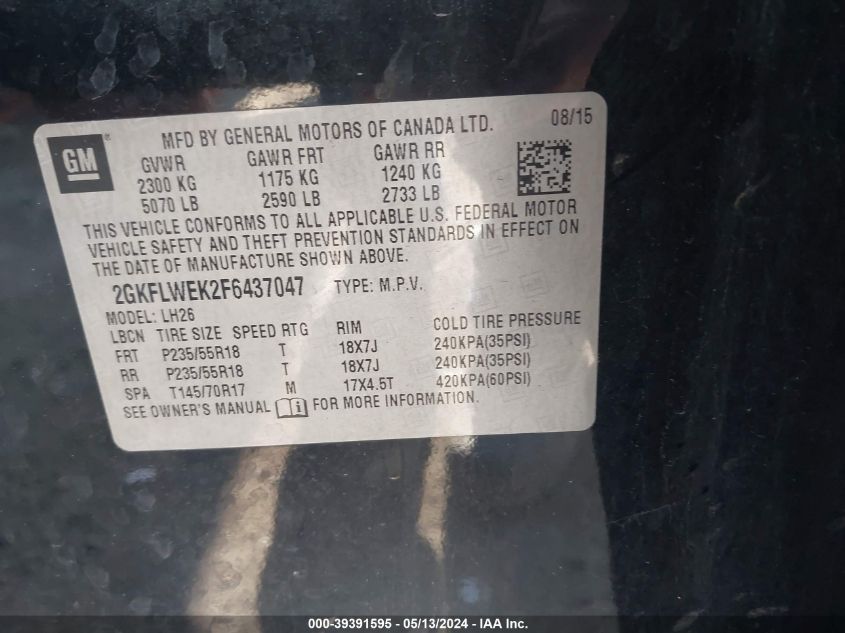 GM ®
MFD BY GENERAL MOTORS OF CANADA LTD. 08/15
GVWR GAWR FRT GAWR RR
2300 KG 1175 KG 1240 KG
5070 LB 2590 LB 2733 LB
THIS VEHICLE CONFORMS TO ALL APPLICABLE U.S. FEDERAL MOTOR
VEHICLE SAFETY AND THEFT PREVENTION STANDARDS IN EFFECT ON
THE DATE OF MANUFACTURE SHOWN ABOVE.
2GKFLWEK2F6437047 TYPE: M.P.V.
MODEL: LH26
LBCN TIRE SIZE SPEED RTG RIM COLD TIRE PRESSURE
FRT P235/55R18 T 18X7J 240KPA(35PSI)
RR P235/55R18 T 18X7J 240KPA(35PSI)
SPA T145/70R17 M 17X4.5T 420KPA(60PSI)
SEE OWNER'S MANUAL FOR MORE INFORMATION.
000-39391595 - 05/13/2024 - IAA Inc.